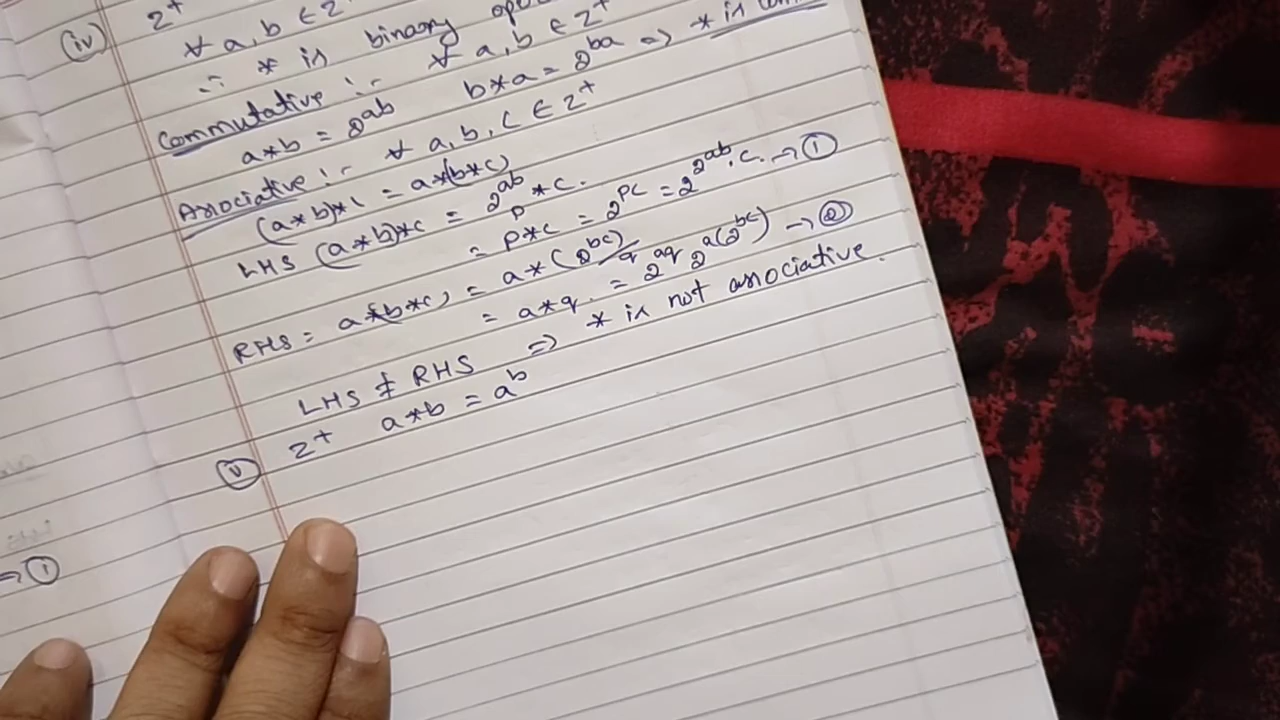 (iv) Z⁺
∀ a, b ∈ Z⁺
∴ * is binary
Commutative :- ∀ a, b ∈ Z⁺
a*b = 2^ab b*a = 2^ba ⇒ * is
Associative :- ∀ a, b, c ∈ Z⁺
(a*b)*c = a*(b*c)
LHS (a*b)*c = 2^ab * c.
p
= p*c = 2^pc = 2^(2^ab.c) → ①
RHS = a*(b*c) = a*(2^bc)
q
= a*q. = 2^aq 2^a(2^bc) → ②
LHS ≠ RHS ⇒ * is not associative.
(v) Z⁺ a*b = a^b
→ ①